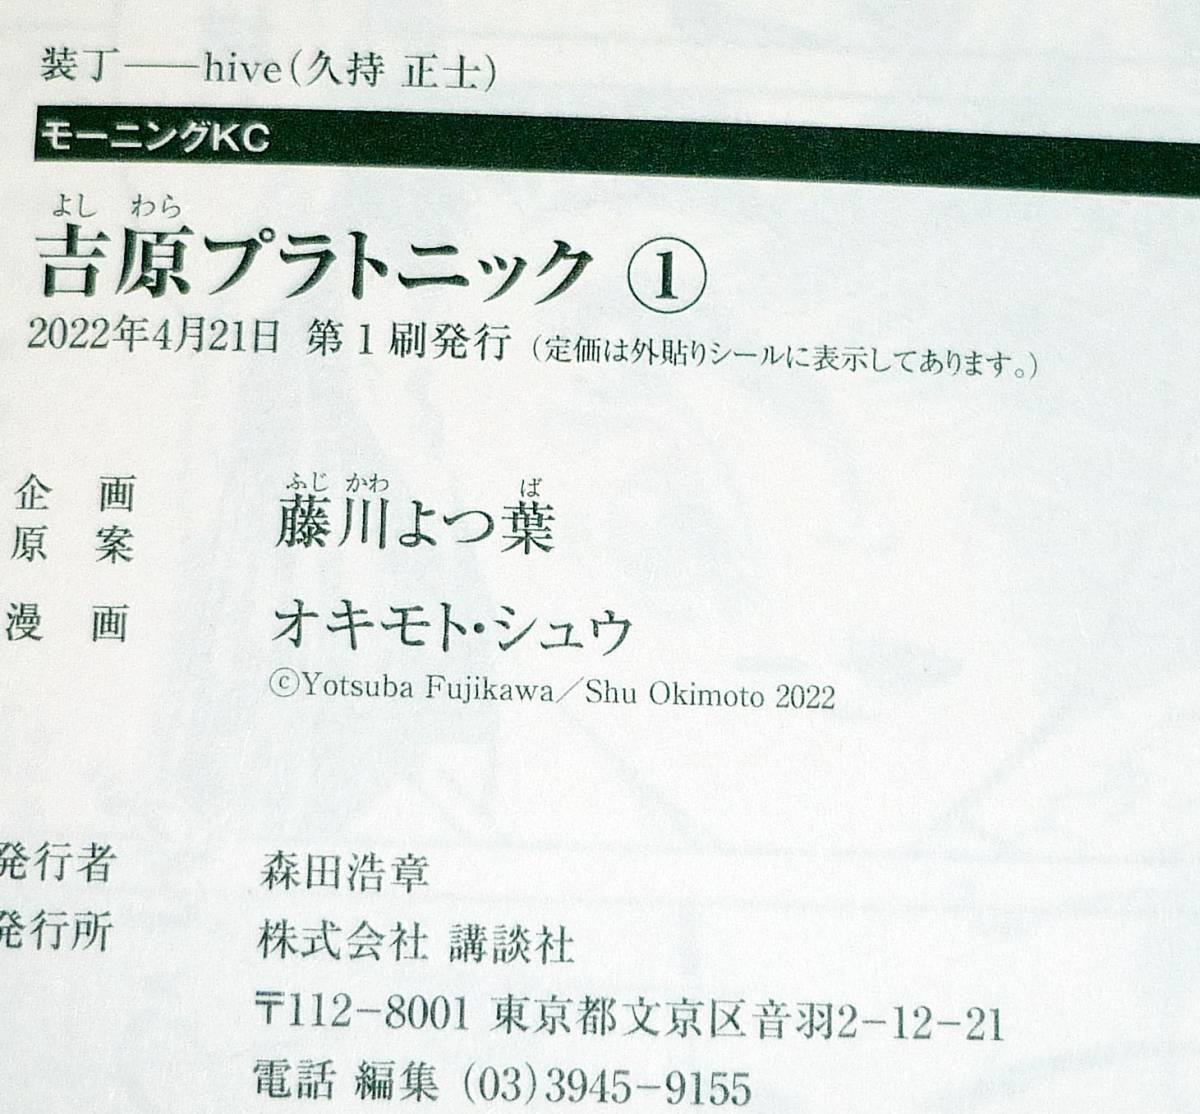 装丁――hive(久持 正士)
モーニングKC
よし わら
吉原プラトニック ①
2022年4月21日 第1刷発行 (定価は外貼りシールに表示してあります。)
企画 ふじ かわ ば
原案 藤川よつ葉
漫画 オキモト・シュウ
©Yotsuba Fujikawa／Shu Okimoto 2022
発行者 森田浩章
発行所 株式会社 講談社
〒112-8001 東京都文京区音羽2-12-21
電話 編集 (03)3945-9155